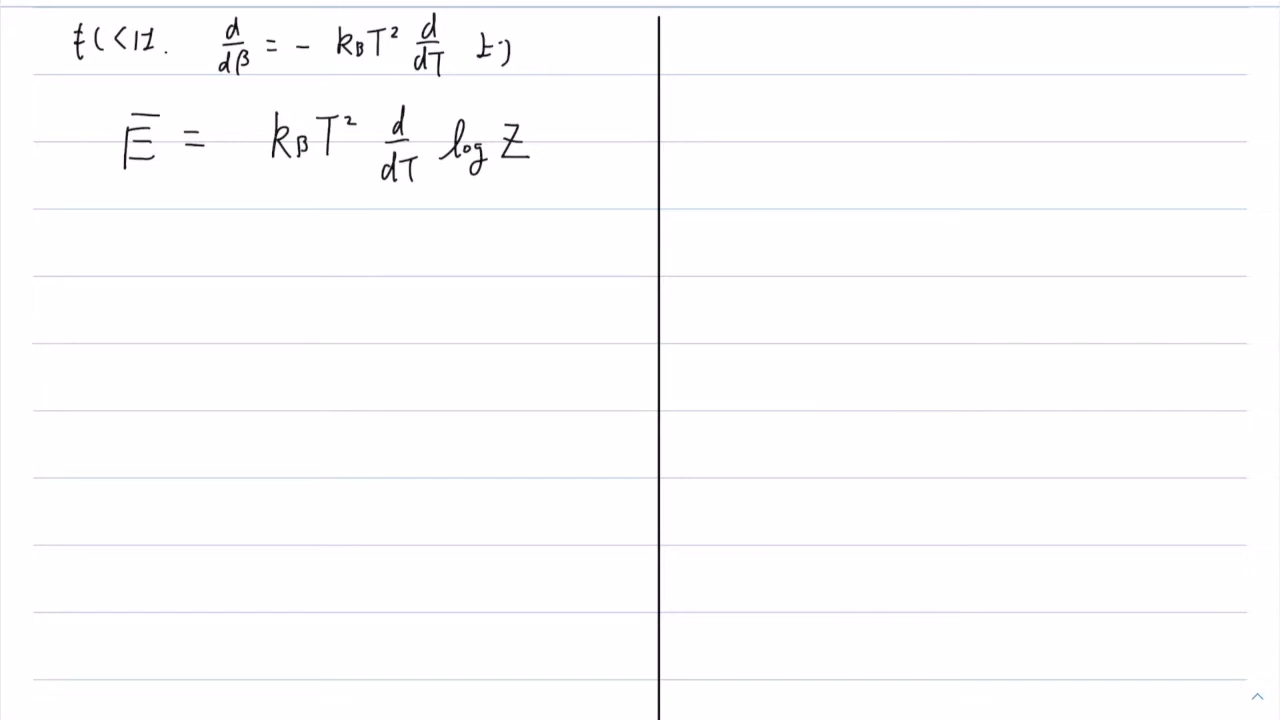 もしくは. d/dβ = - k_B T² d/dT より
Ē = k_B T² d/dT log Z